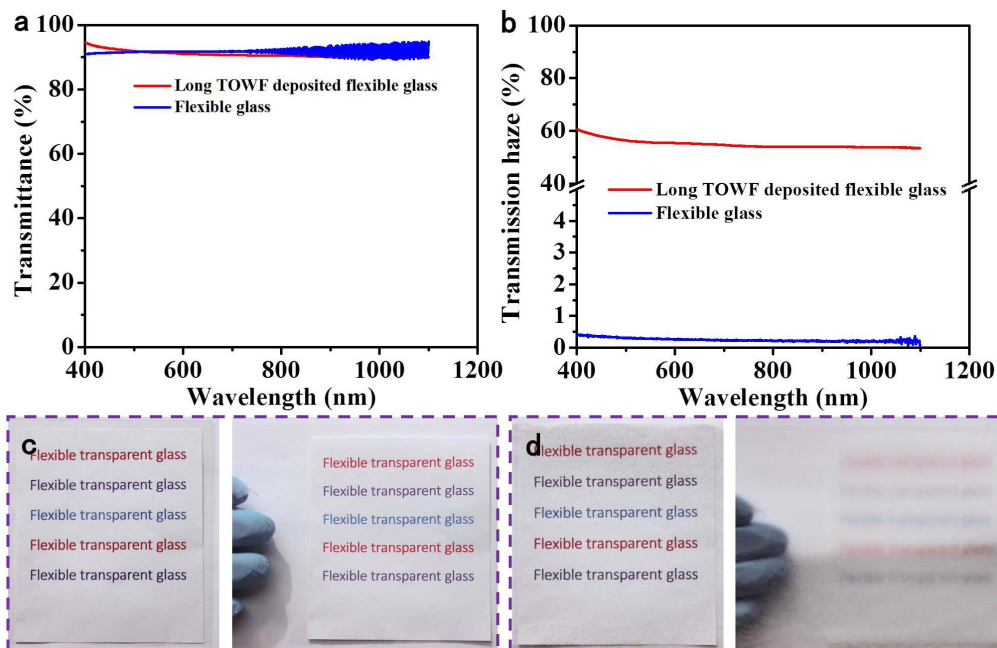 a
100
80
60
40
20
0
Transmittance (%)
Long TOWF deposited flexible glass
Flexible glass
400 600 800 1000 1200
Wavelength (nm)
b
100
80
60
40
4
3
2
1
0
Transmission haze (%)
Long TOWF deposited flexible glass
Flexible glass
400 600 800 1000 1200
Wavelength (nm)
c
Flexible transparent glass
Flexible transparent glass
Flexible transparent glass
Flexible transparent glass
Flexible transparent glass
Flexible transparent glass
Flexible transparent glass
Flexible transparent glass
Flexible transparent glass
Flexible transparent glass
d
Flexible transparent glass
Flexible transparent glass
Flexible transparent glass
Flexible transparent glass
Flexible transparent glass